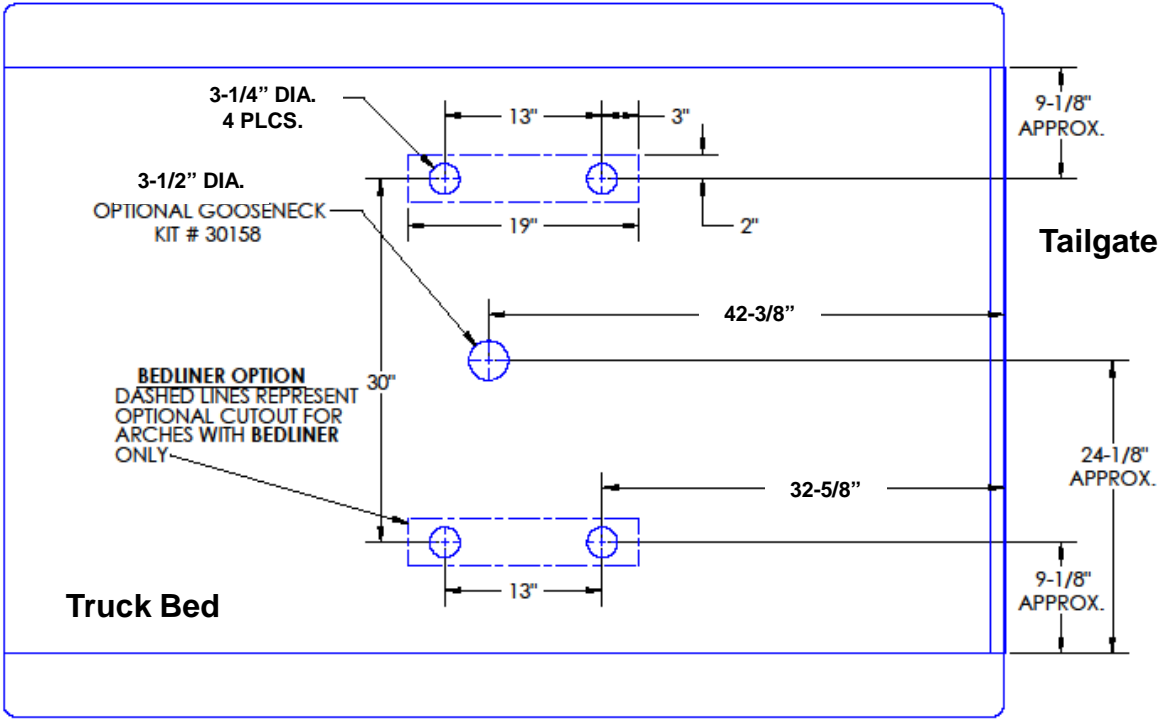 3-1/4” DIA.
4 PLCS.
13"
3"
9-1/8"
APPROX.
3-1/2” DIA.
OPTIONAL GOOSENECK
KIT # 30158
19"
2"
Tailgate
42-3/8”
BEDLINER OPTION
DASHED LINES REPRESENT
OPTIONAL CUTOUT FOR
ARCHES WITH BEDLINER
ONLY
30"
24-1/8"
APPROX.
32-5/8”
13"
9-1/8"
APPROX.
Truck Bed